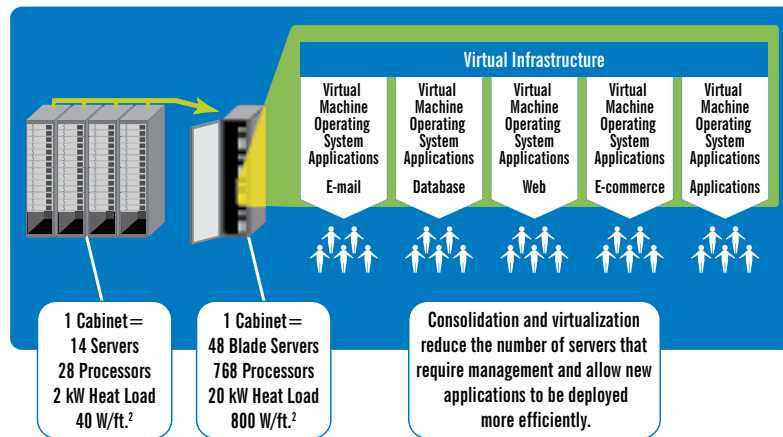 Virtual Infrastructure
Virtual
Machine
Operating
System
Applications
E-mail
Virtual
Machine
Operating
System
Applications
Database
Virtual
Machine
Operating
System
Applications
Web
Virtual
Machine
Operating
System
Applications
E-commerce
Virtual
Machine
Operating
System
Applications
Applications
1 Cabinet=
14 Servers
28 Processors
2 kW Heat Load
40 W/ft.²
1 Cabinet=
48 Blade Servers
768 Processors
20 kW Heat Load
800 W/ft.²
Consolidation and virtualization
reduce the number of servers that
require management and allow new
applications to be deployed
more efficiently.